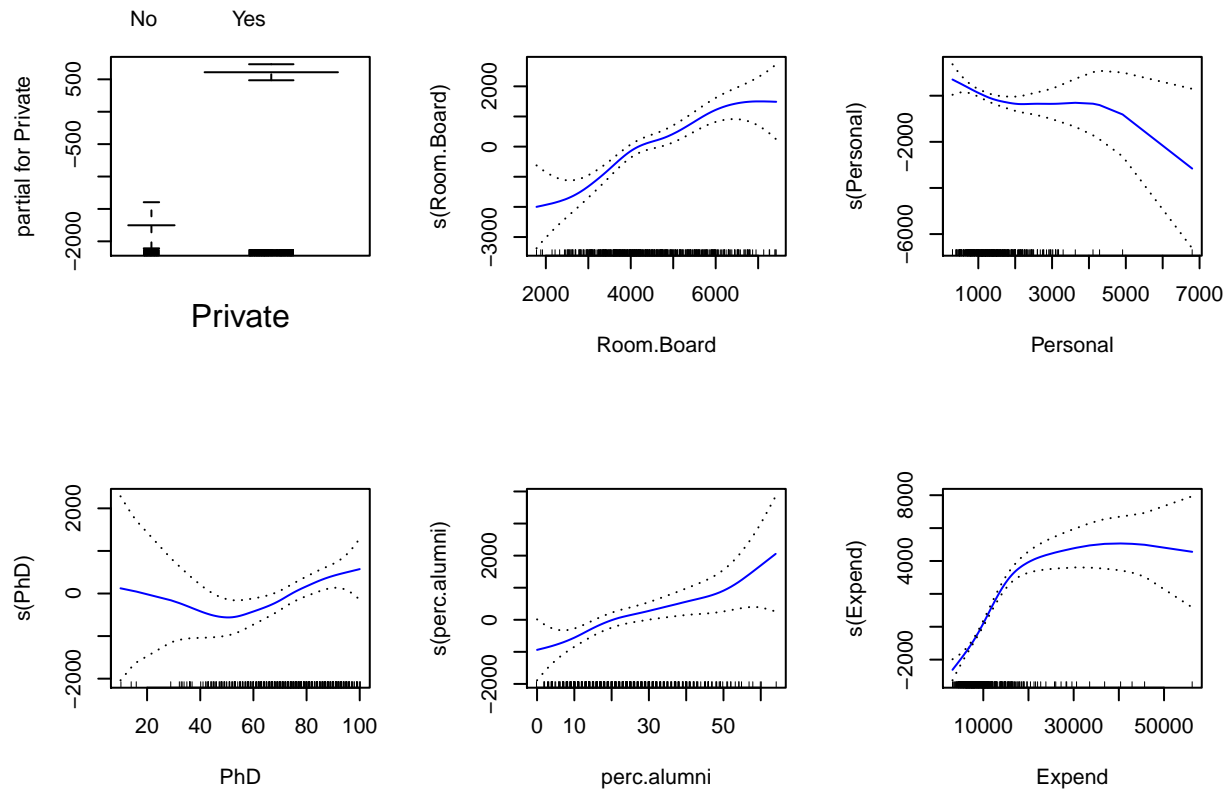 No Yes
partial for Private
500
−500
−2000
Private
s(Room.Board)
2000
0
−3000
2000 4000 6000
Room.Board
s(Personal)
−2000
−6000
1000 3000 5000 7000
Personal
s(PhD)
2000
0
−2000
20 40 60 80 100
PhD
s(perc.alumni)
2000
0
−2000
0 10 30 50
perc.alumni
s(Expend)
8000
4000
−2000
10000 30000 50000
Expend